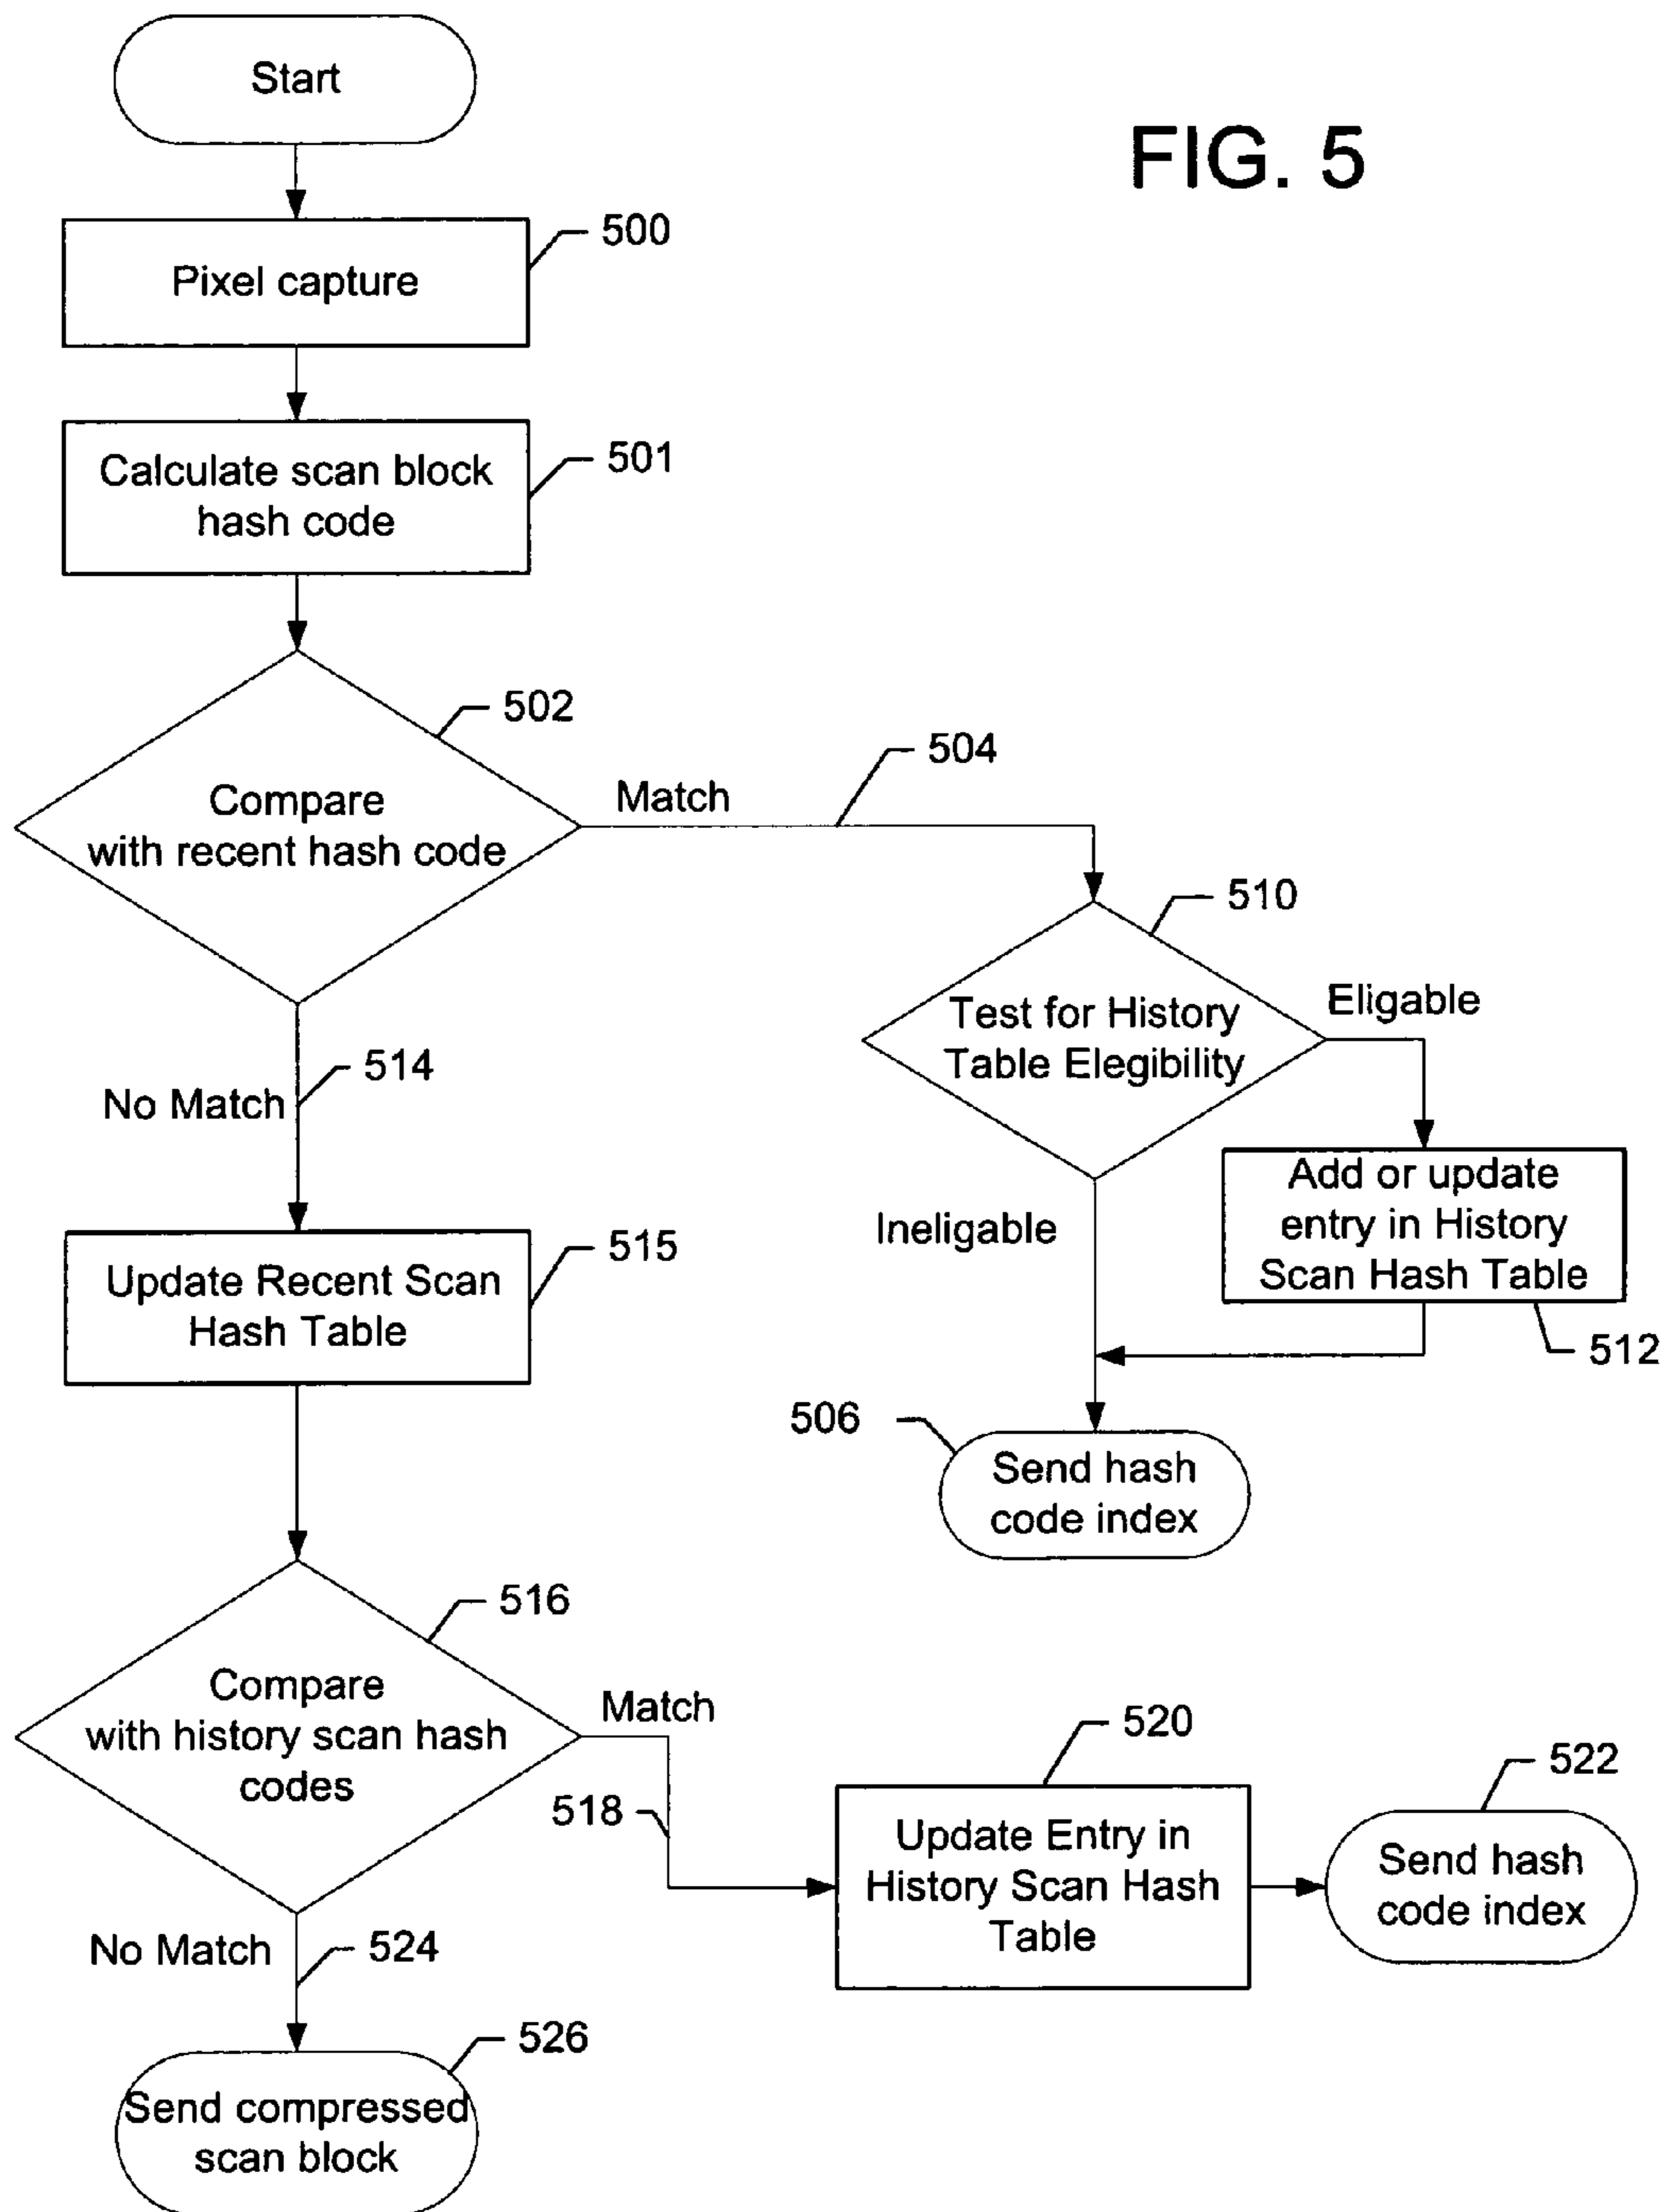 Start
FIG. 5
500
Pixel capture
501
Calculate scan block
hash code
502
Compare
with recent hash code
Match
504
510
Test for History
Table Elegibility
Eligable
514
No Match
Ineligable
Add or update
entry in History
Scan Hash Table
512
515
Update Recent Scan
Hash Table
506
Send hash
code index
516
Compare
with history scan hash
codes
Match
518
520
Update Entry in
History Scan Hash
Table
522
Send hash
code index
No Match
524
526
Send compressed
scan block